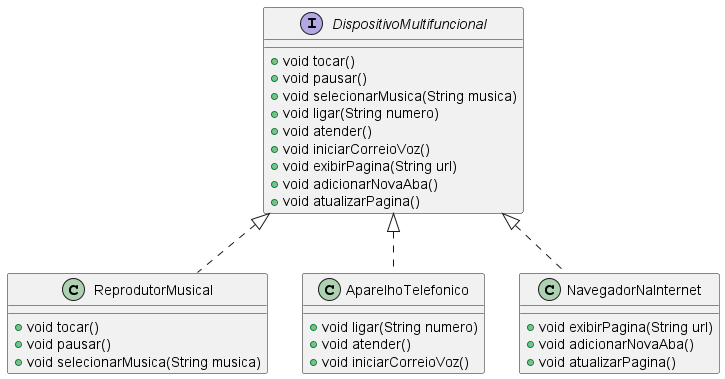 I DispositivoMultifuncional
void tocar()
void pausar()
void selecionarMusica(String musica)
void ligar(String numero)
void atender()
void iniciarCorreioVoz()
void exibirPagina(String url)
void adicionarNovaAba()
void atualizarPagina()
C ReprodutorMusical
void tocar()
void pausar()
void selecionarMusica(String musica)
C AparelhoTelefonico
void ligar(String numero)
void atender()
void iniciarCorreioVoz()
C NavegadorNaInternet
void exibirPagina(String url)
void adicionarNovaAba()
void atualizarPagina()